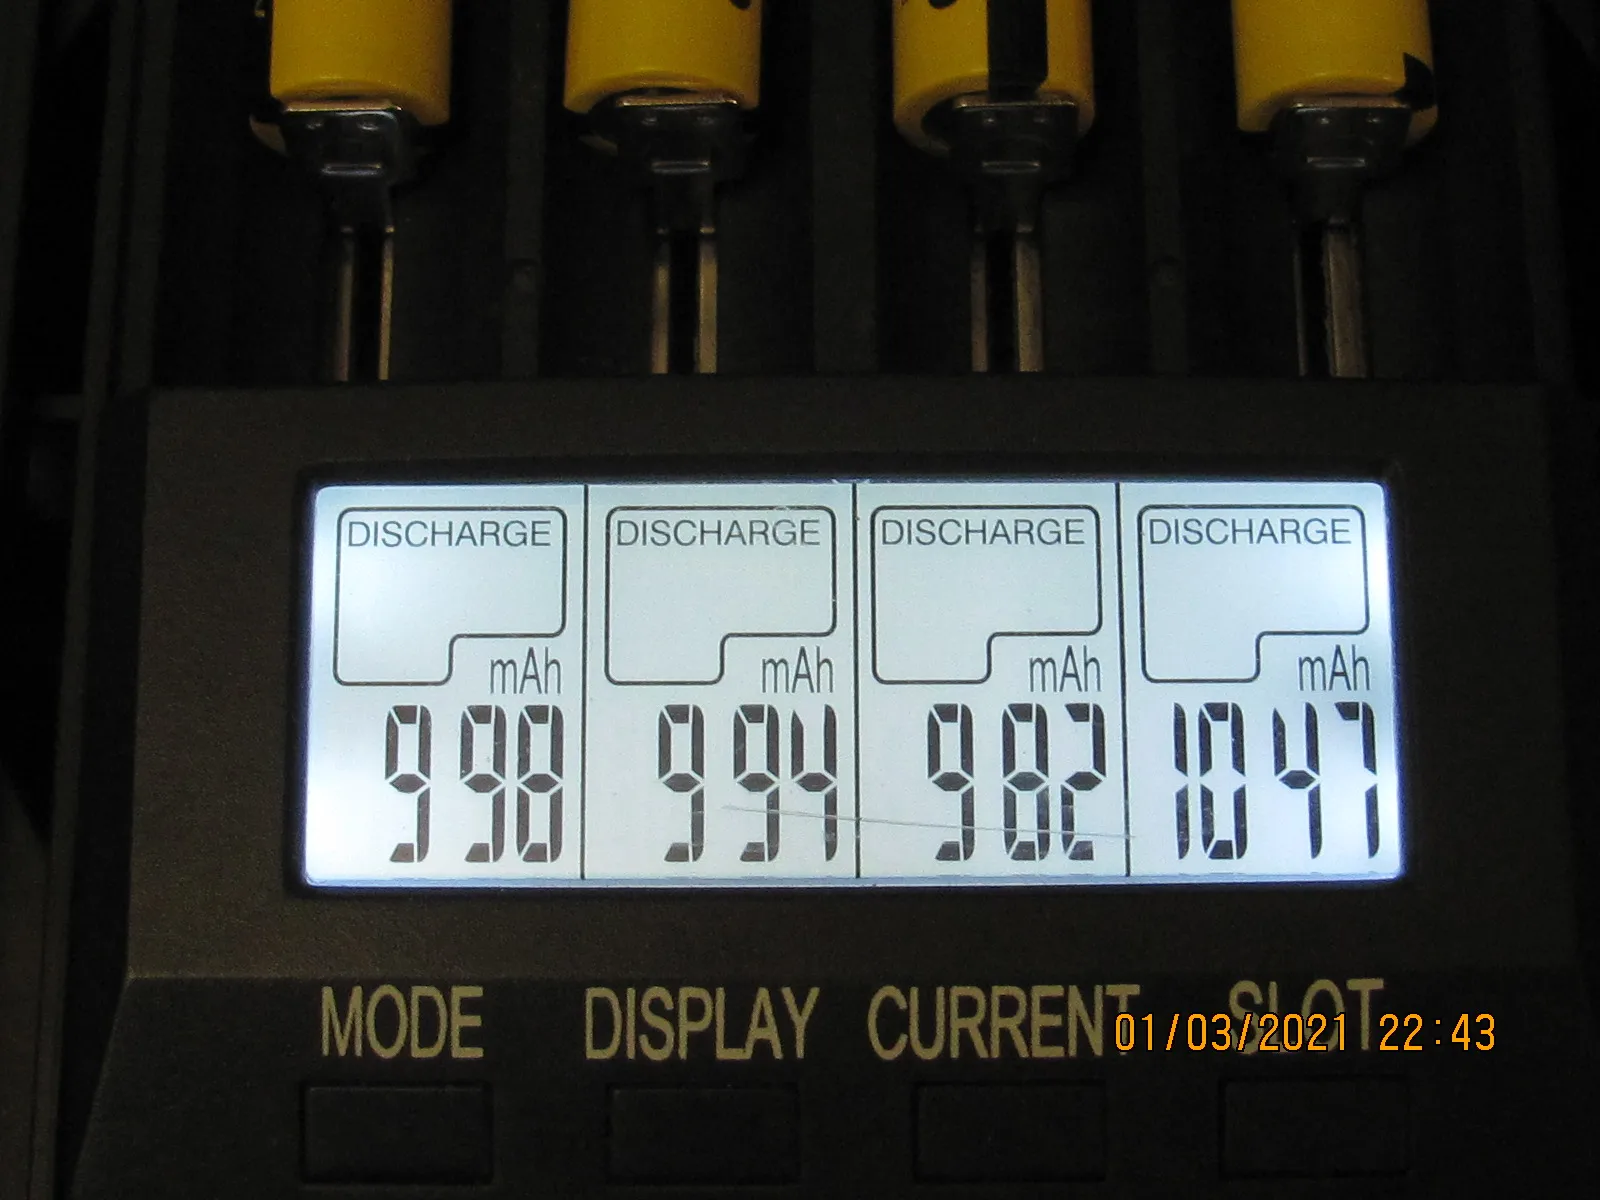 DISCHARGE DISCHARGE DISCHARGE DISCHARGE
mAh mAh mAh mAh
998 994 982 1047
MODE DISPLAY CURRENT SLOT
01/03/2021 22:43